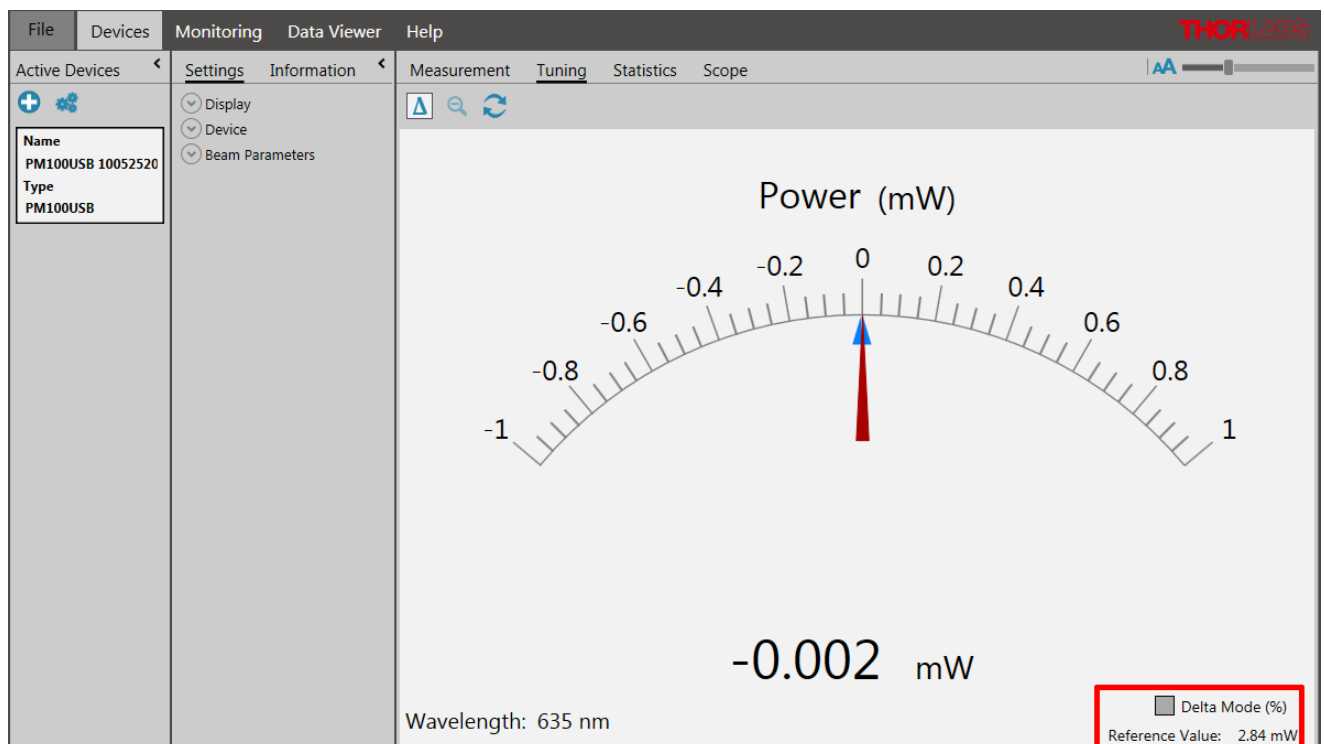 File Devices Monitoring Data Viewer Help THORLABS
Active Devices Settings Information Measurement Tuning Statistics Scope AA
Display
Device
Beam Parameters
Name
PM100USB 10052520
Type
PM100USB
Δ
Power (mW)
-1 -0.8 -0.6 -0.4 -0.2 0 0.2 0.4 0.6 0.8 1
-0.002 mW
Wavelength: 635 nm
Delta Mode (%)
Reference Value: 2.84 mW